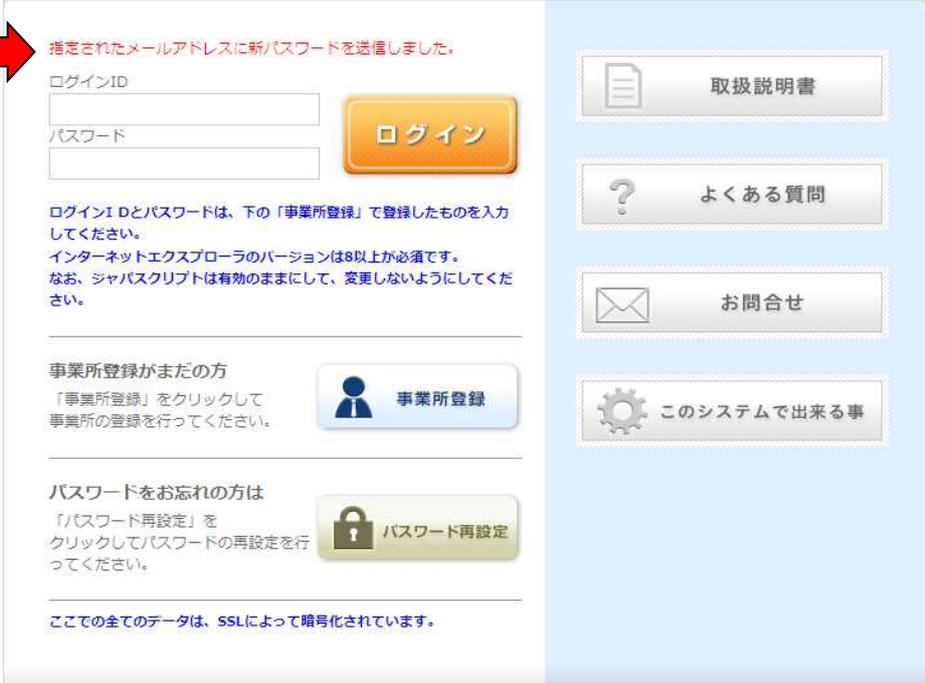 指定されたメールアドレスに新パスワードを送信しました。
ログインID
パスワード
ログイン
ログインI Dとパスワードは、下の「事業所登録」で登録したものを入力
してください。
インターネットエクスプローラのバージョンは8以上が必須です。
なお、ジャバスクリプトは有効のままにして、変更しないようにしてくだ
さい。
事業所登録がまだの方
「事業所登録」をクリックして
事業所の登録を行ってください。
事業所登録
パスワードをお忘れの方は
「パスワード再設定」を
クリックしてパスワードの再設定を行
ってください。
パスワード再設定
ここでの全てのデータは、SSLによって暗号化されています。
取扱説明書
よくある質問
お問合せ
このシステムで出来る事